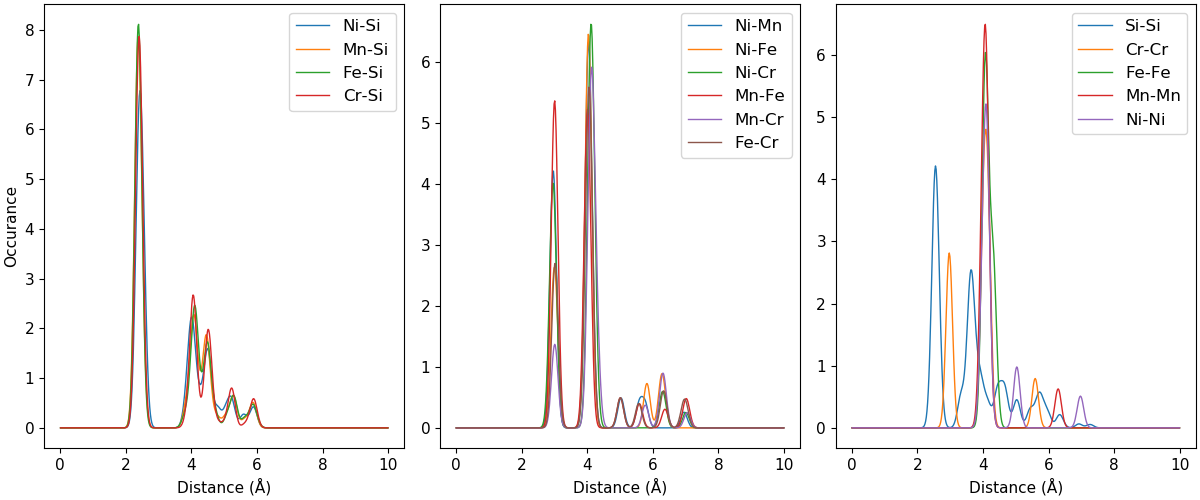 8
7
6
5
4
3
2
1
0
Occurance
0 2 4 6 8 10
Distance (Å)
Ni-Si
Mn-Si
Fe-Si
Cr-Si
6
5
4
3
2
1
0
0 2 4 6 8 10
Distance (Å)
Ni-Mn
Ni-Fe
Ni-Cr
Mn-Fe
Mn-Cr
Fe-Cr
6
5
4
3
2
1
0
0 2 4 6 8 10
Distance (Å)
Si-Si
Cr-Cr
Fe-Fe
Mn-Mn
Ni-Ni